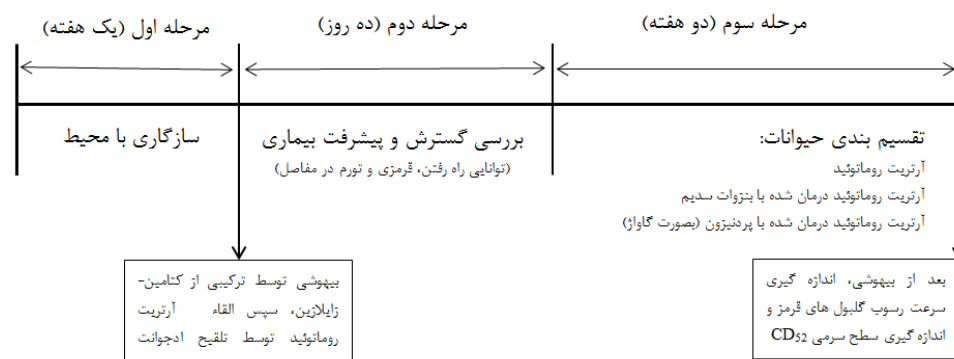 مرحله اول (یک هفته)
مرحله دوم (ده روز)
مرحله سوم (دو هفته)
سازگاری با محیط
بررسی گسترش و پیشرفت بیماری
(توانایی راه رفتن، قرمزی و تورم در مفاصل)
تقسیم بندی حیوانات:
آرتریت روماتوئید
آرتریت روماتوئید درمان شده با بنزوات سدیم
آرتریت روماتوئید درمان شده با پردنیزون (بصورت گاواژ)
بیهوشی توسط ترکیبی از کتامین-
زایلازین، سپس القاء آرتریت
روماتوئید توسط تلقیح ادجوانت
بعد از بیهوشی، اندازه گیری
سرعت رسوب گلبول های قرمز و
اندازه گیری سطح سرمی CD52